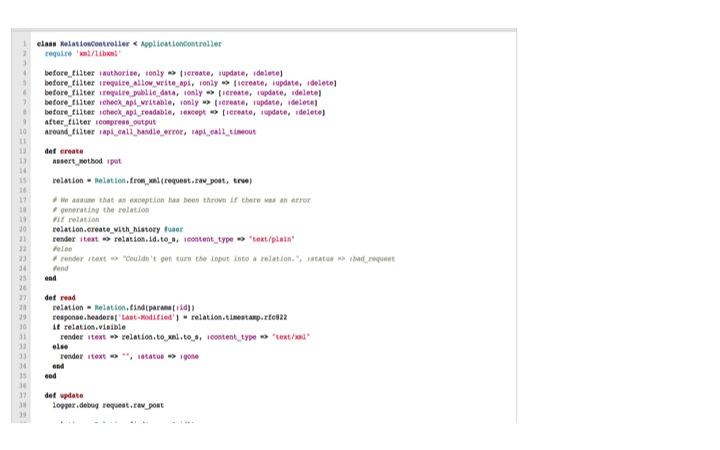 1 class RelationController < ApplicationController
2 require 'xml/libxml'
3
4 before_filter :authorize, :only => [:create, :update, :delete]
5 before_filter :require_allow_write_api, :only => [:create, :update, :delete]
6 before_filter :require_public_data, :only => [:create, :update, :delete]
7 before_filter :check_api_writable, :only => [:create, :update, :delete]
8 before_filter :check_api_readable, :except => [:create, :update, :delete]
9 after_filter :compress_output
10 around_filter :api_call_handle_error, :api_call_timeout
11
12 def create
13 assert_method :put
14
15 relation = Relation.from_xml(request.raw_post, true)
16
17 # We assume that an exception has been thrown if there was an error
18 # generating the relation
19 #if relation
20 relation.create_with_history @user
21 render :text => relation.id.to_s, :content_type => "text/plain"
22 #else
23 # render :text => "Couldn't get turn the input into a relation.", :status => :bad_request
24 #end
25 end
26
27 def read
28 relation = Relation.find(params[:id])
29 response.headers['Last-Modified'] = relation.timestamp.rfc822
30 if relation.visible
31 render :text => relation.to_xml.to_s, :content_type => "text/xml"
32 else
33 render :text => "", :status => :gone
34 end
35 end
36
37 def update
38 logger.debug request.raw_post
39